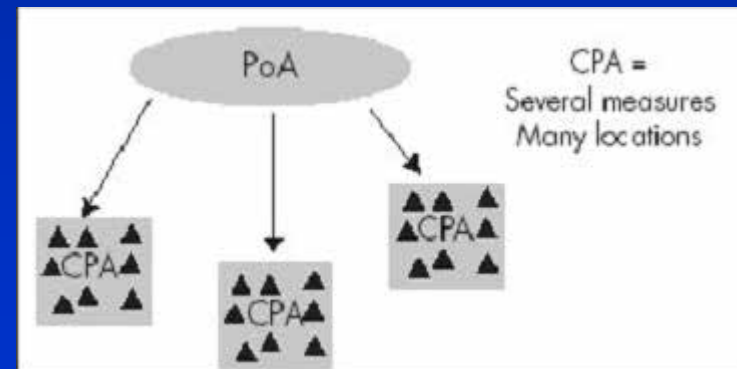 PoA
CPA =
Several measures
Many locations
CPA
CPA
CPA